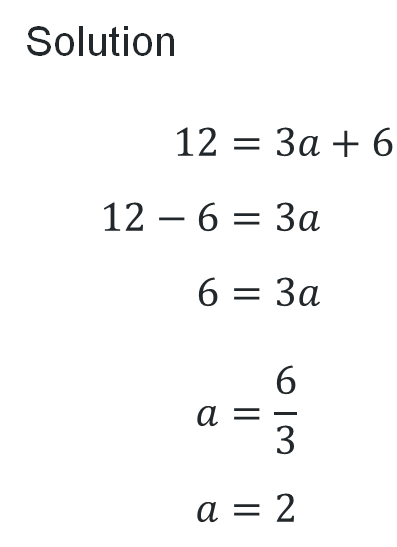 Solution
12 = 3a + 6
12 − 6 = 3a
6 = 3a
a = 6/3
a = 2